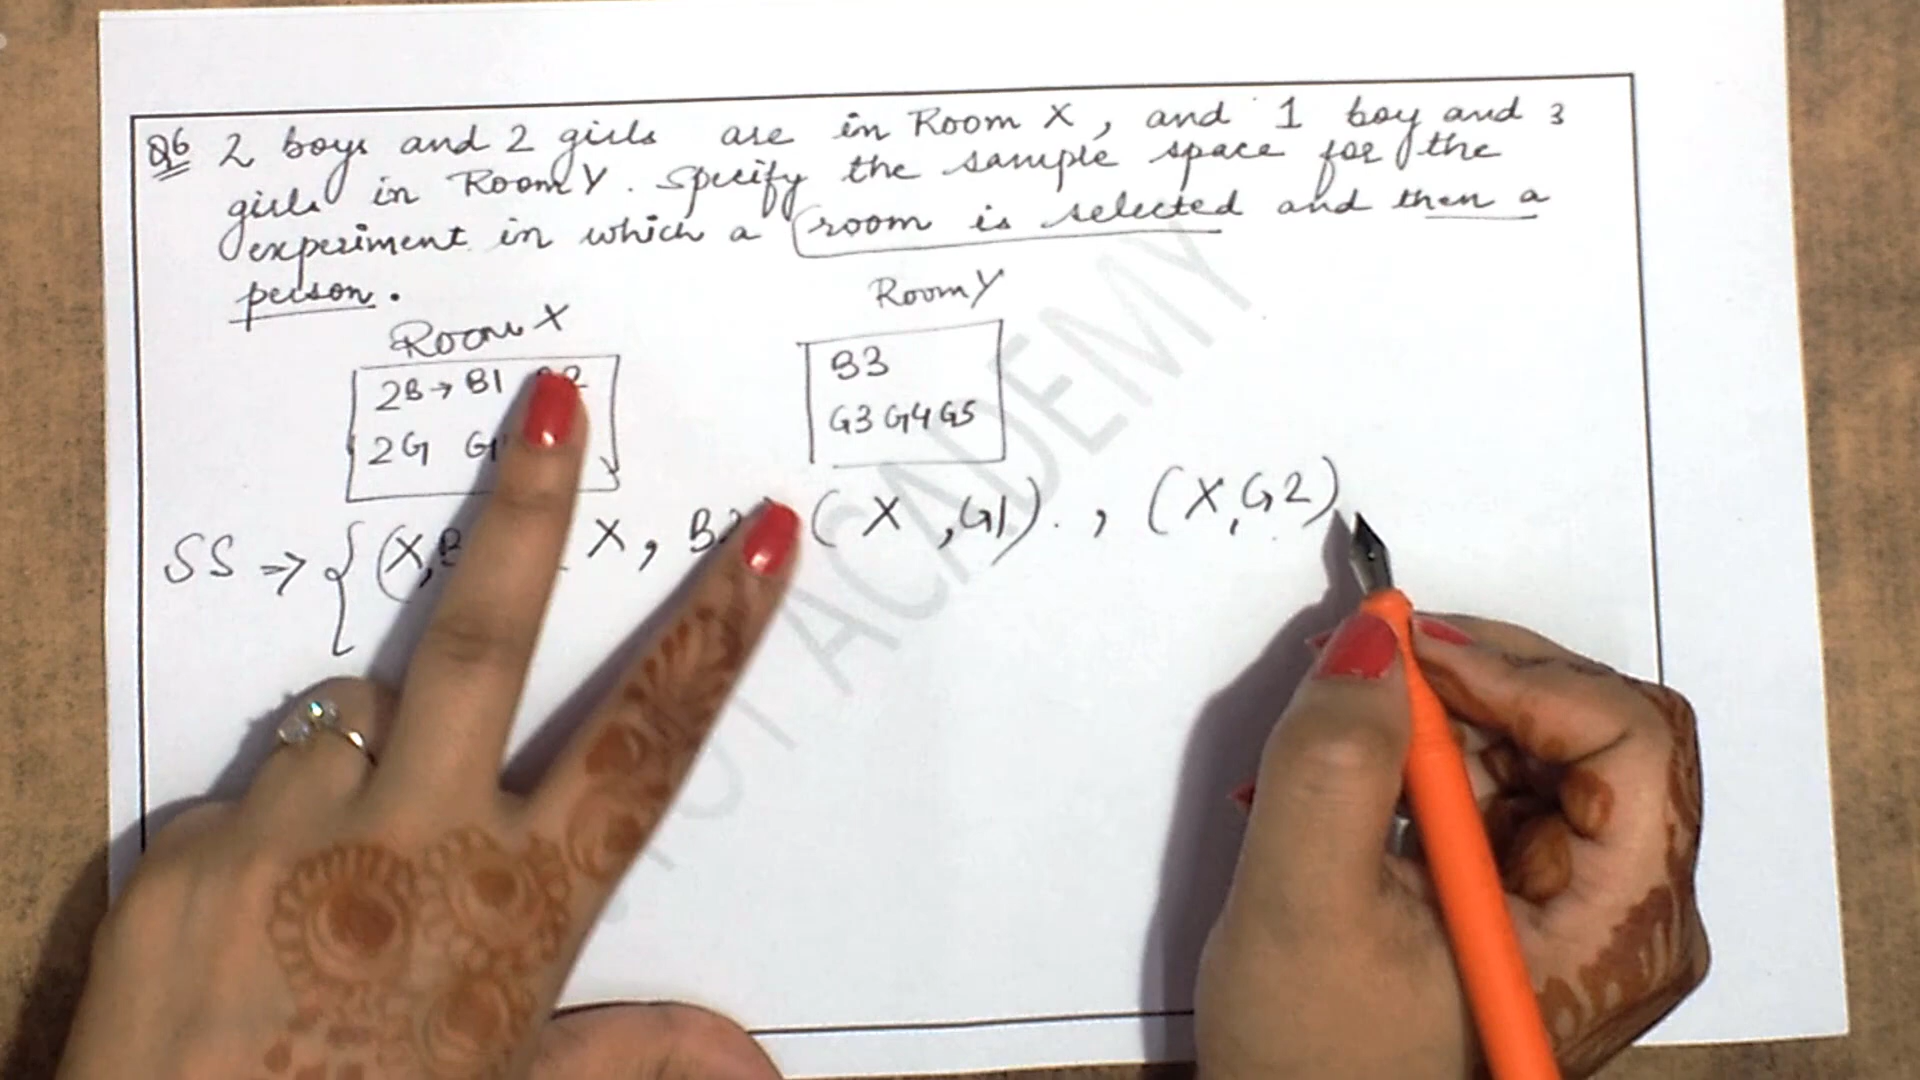 Q6 2 boys and 2 girls are in Room X, and 1 boy and 3
girls in Room Y. Specify the sample space for the
experiment in which a room is selected and then a
person.
Room X
Room Y
2B → B1
2G
B3
G3 G4 G5
SS ⇒ { (X, X, (X, G1), (X, G2)
ACADEMY